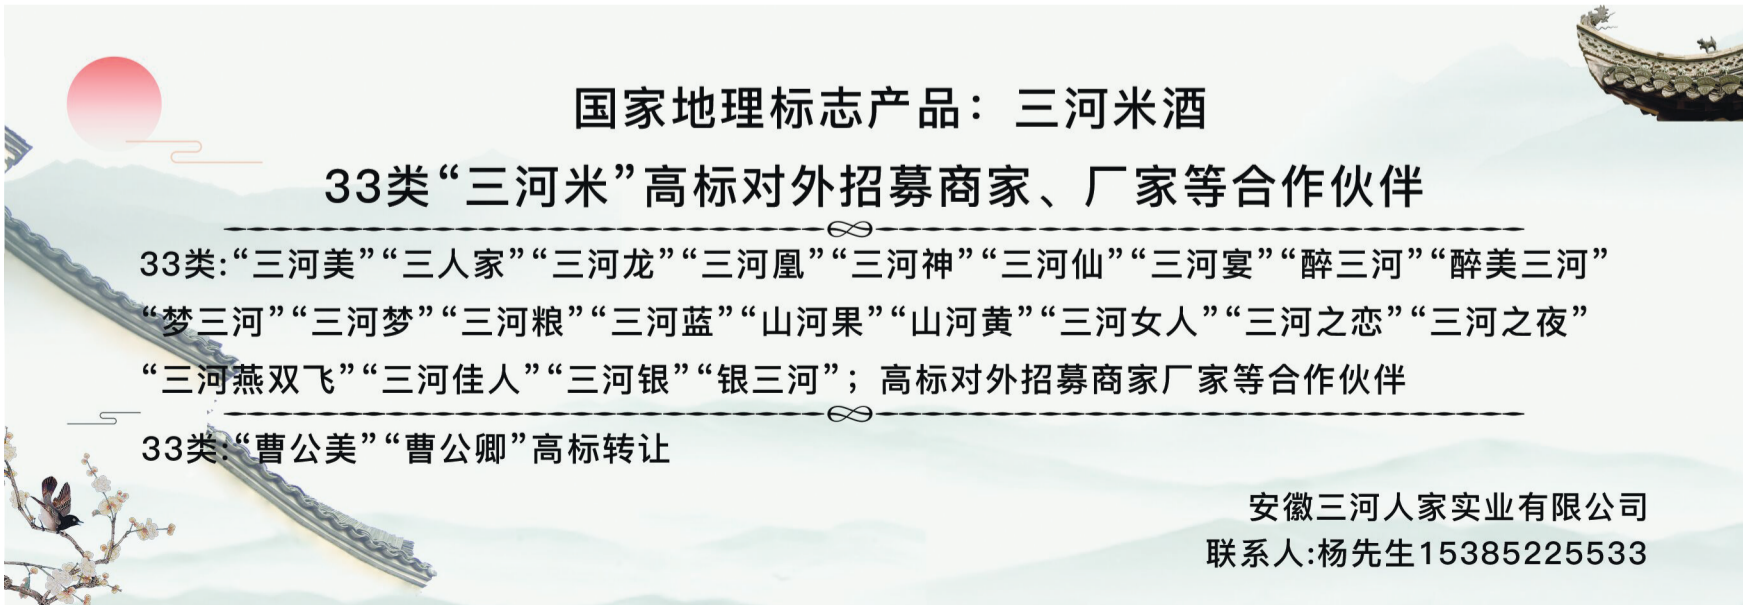 国家地理标志产品：三河米酒
33类“三河米”高标对外招募商家、厂家等合作伙伴
33类:“三河美”“三人家”“三河龙”“三河凰”“三河神”“三河仙”“三河宴”“醉三河”“醉美三河”
“梦三河”“三河梦”“三河粮”“三河蓝”“山河果”“山河黄”“三河女人”“三河之恋”“三河之夜”
“三河燕双飞”“三河佳人”“三河银”“银三河”；高标对外招募商家厂家等合作伙伴
33类:“曹公美”“曹公卿”高标转让
安徽三河人家实业有限公司
联系人:杨先生15385225533